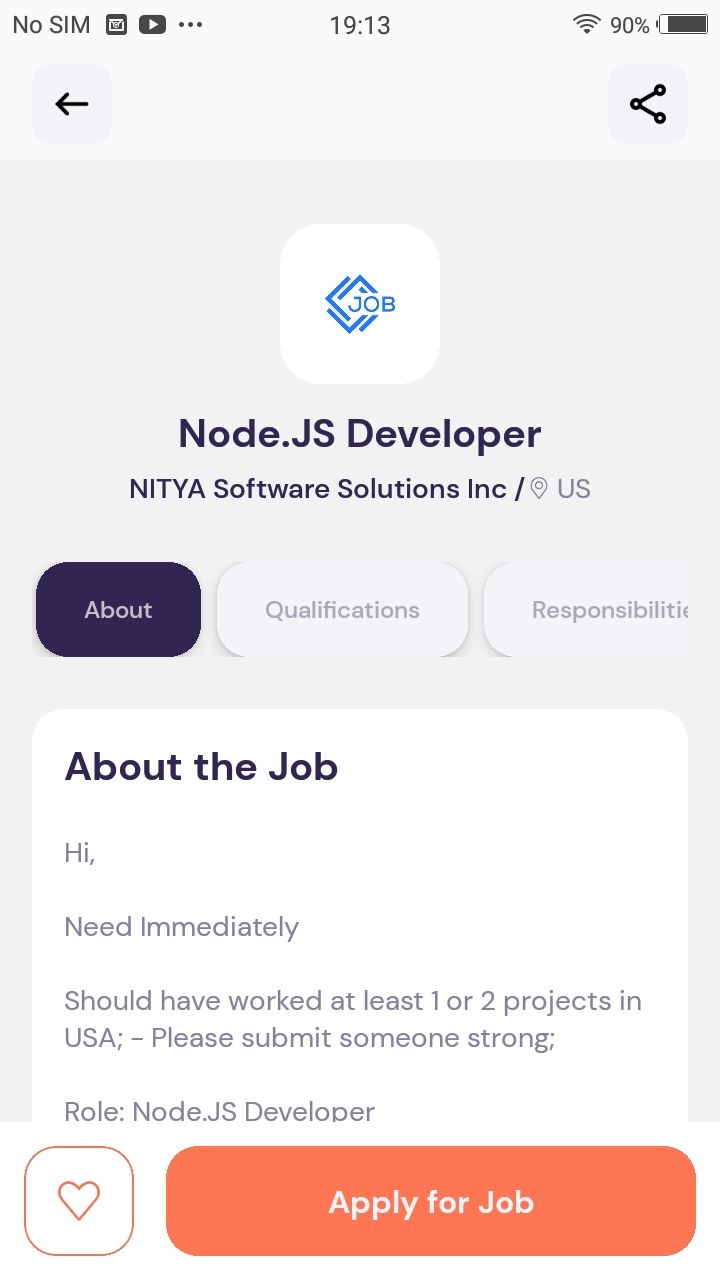 No SIM 19:13 90%
JOB
Node.JS Developer
NITYA Software Solutions Inc / US
About Qualifications Responsibilitie
About the Job
Hi,
Need Immediately
Should have worked at least 1 or 2 projects in
USA; - Please submit someone strong;
Role: Node.JS Developer
Apply for Job